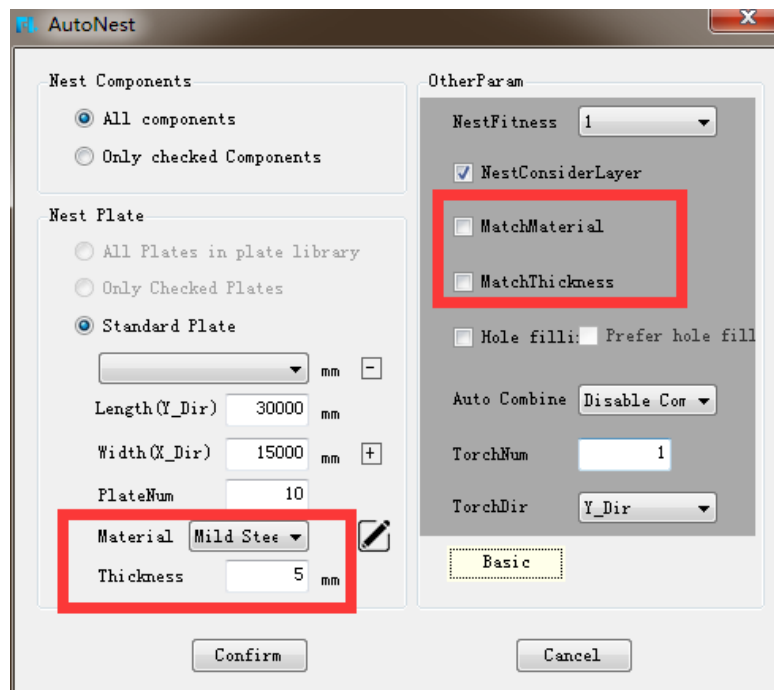 AutoNest
Nest Components
All components
Only checked Components
Nest Plate
All Plates in plate library
Only Checked Plates
Standard Plate
mm
Length(Y_Dir) 30000 mm
Width(X_Dir) 15000 mm
PlateNum 10
Material Mild Stee
Thickness 5 mm
OtherParam
NestFitness 1
NestConsiderLayer
MatchMaterial
MatchThickness
Hole filli: Prefer hole fill
Auto Combine Disable Com
TorchNum 1
TorchDir Y_Dir
Basic
Confirm
Cancel